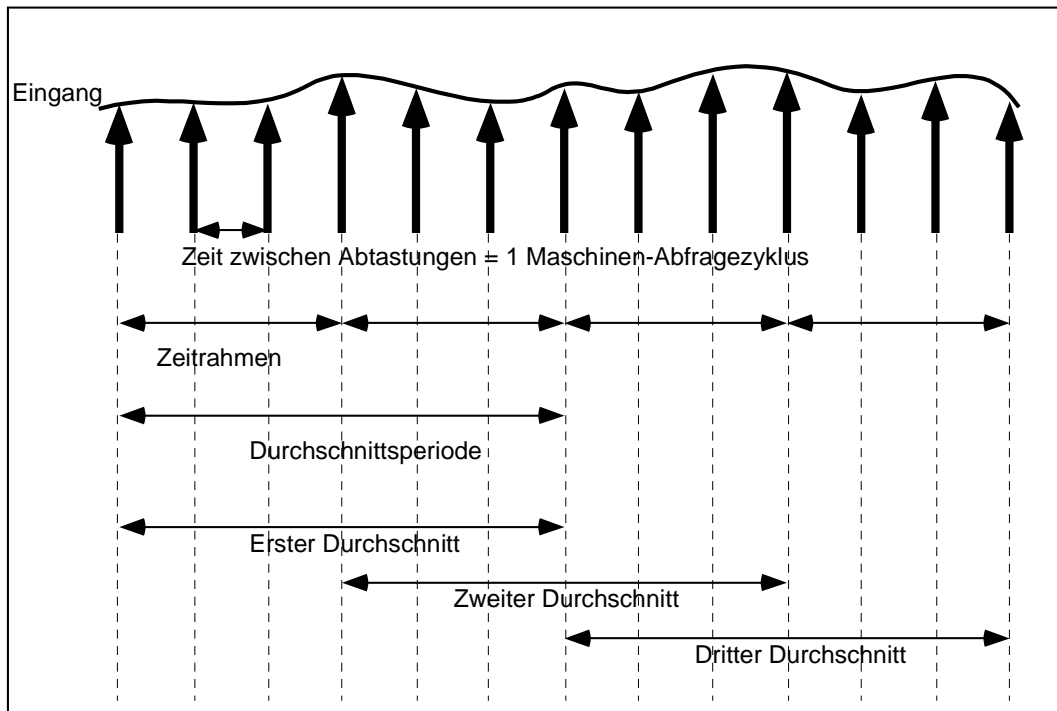 Eingang
Zeit zwischen Abtastungen = 1 Maschinen-Abfragezyklus
Zeitrahmen
Durchschnittsperiode
Erster Durchschnitt
Zweiter Durchschnitt
Dritter Durchschnitt